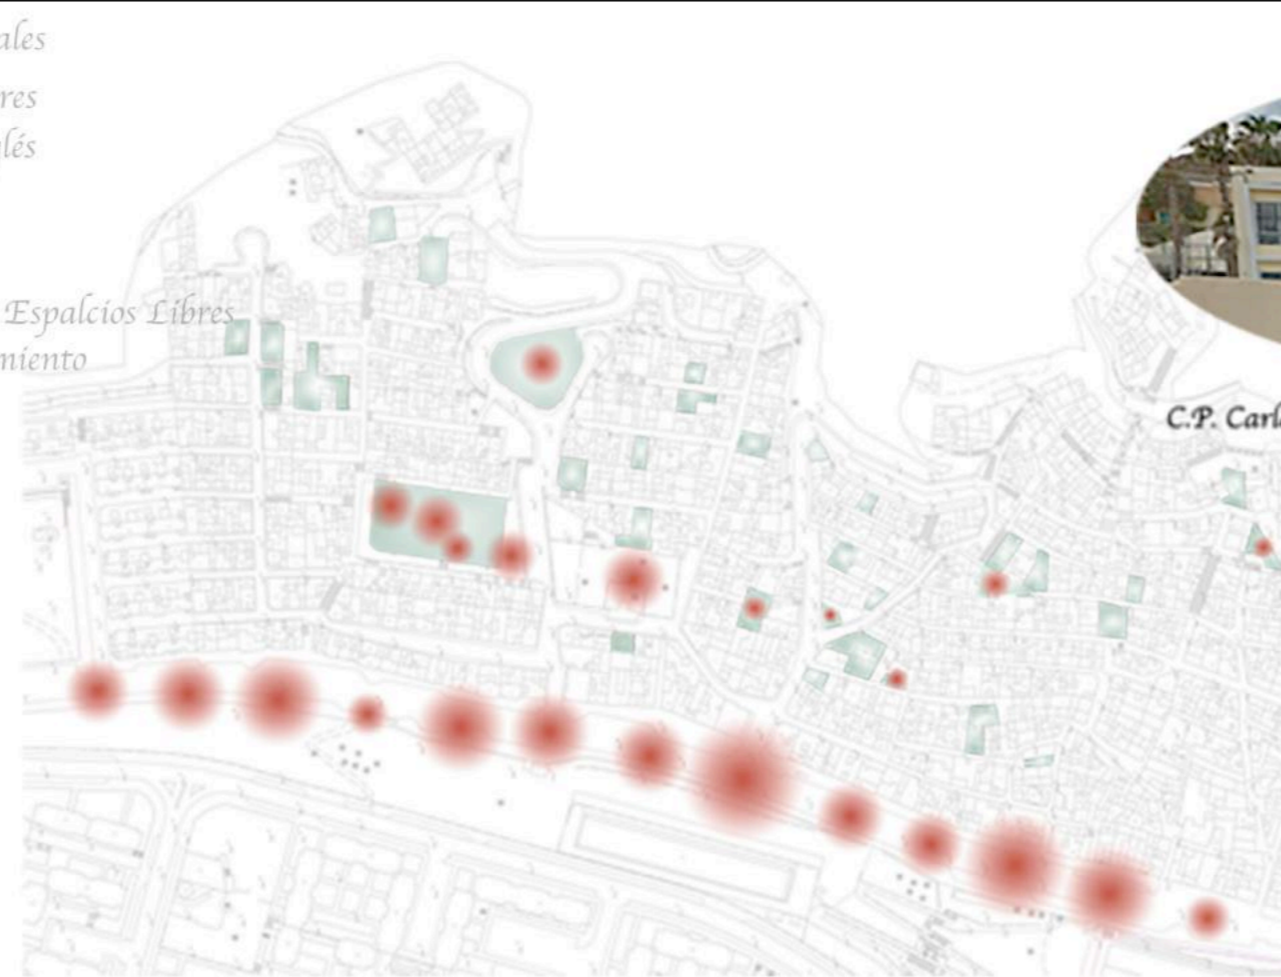 ales
res
lés
Espalcios Libres
miento
C.P. Carl